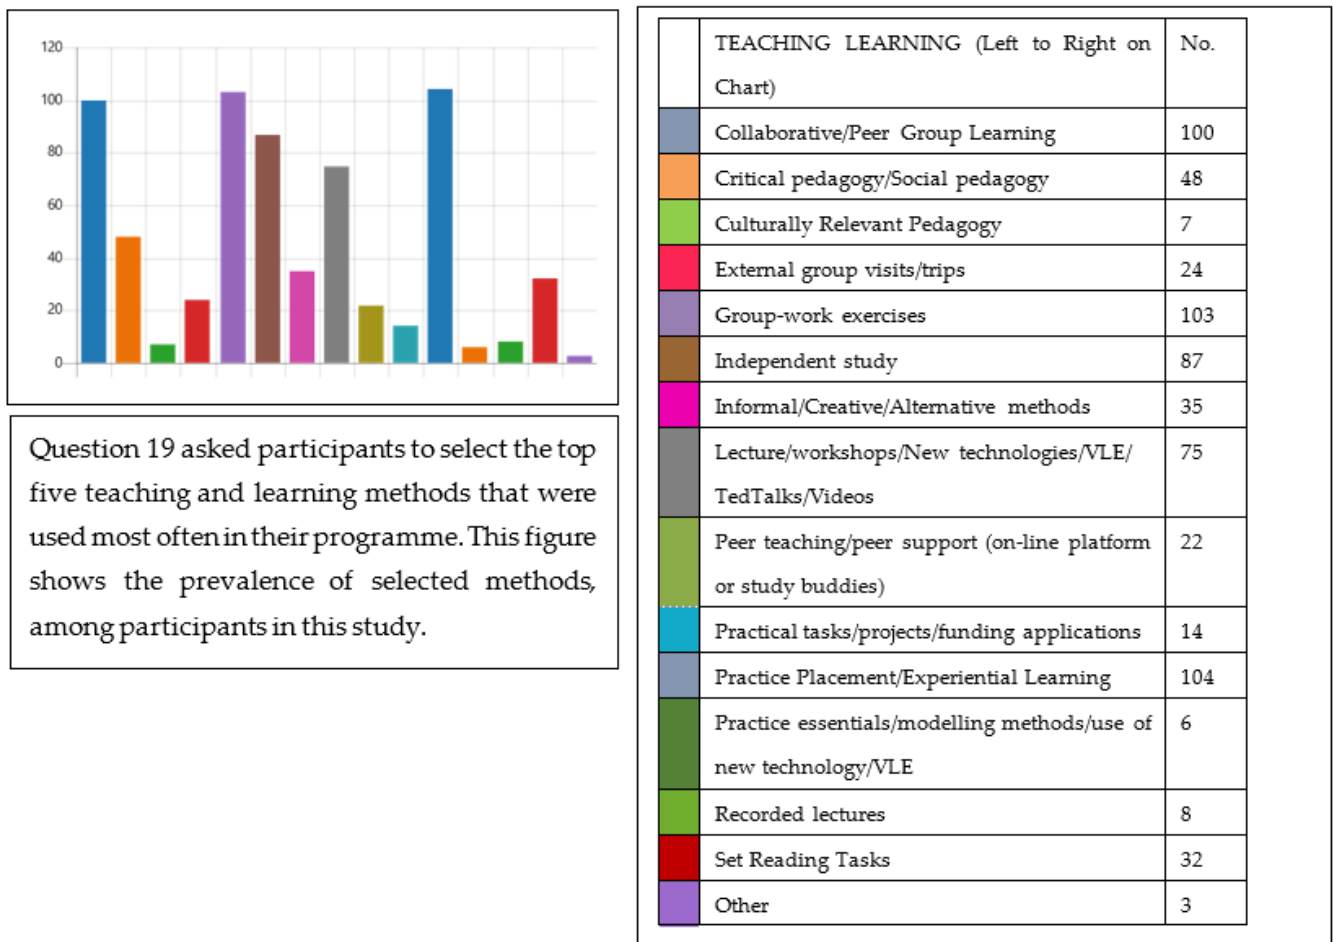 120
100
80
60
40
20
0
Question 19 asked participants to select the top
five teaching and learning methods that were
used most often in their programme. This figure
shows the prevalence of selected methods,
among participants in this study.
TEACHING LEARNING (Left to Right on No.
Chart)
Collaborative/Peer Group Learning 100
Critical pedagogy/Social pedagogy 48
Culturally Relevant Pedagogy 7
External group visits/trips 24
Group-work exercises 103
Independent study 87
Informal/Creative/Alternative methods 35
Lecture/workshops/New technologies/VLE/ 75
TedTalks/Videos
Peer teaching/peer support (on-line platform 22
or study buddies)
Practical tasks/projects/funding applications 14
Practice Placement/Experiential Learning 104
Practice essentials/modelling methods/use of 6
new technology/VLE
Recorded lectures 8
Set Reading Tasks 32
Other 3